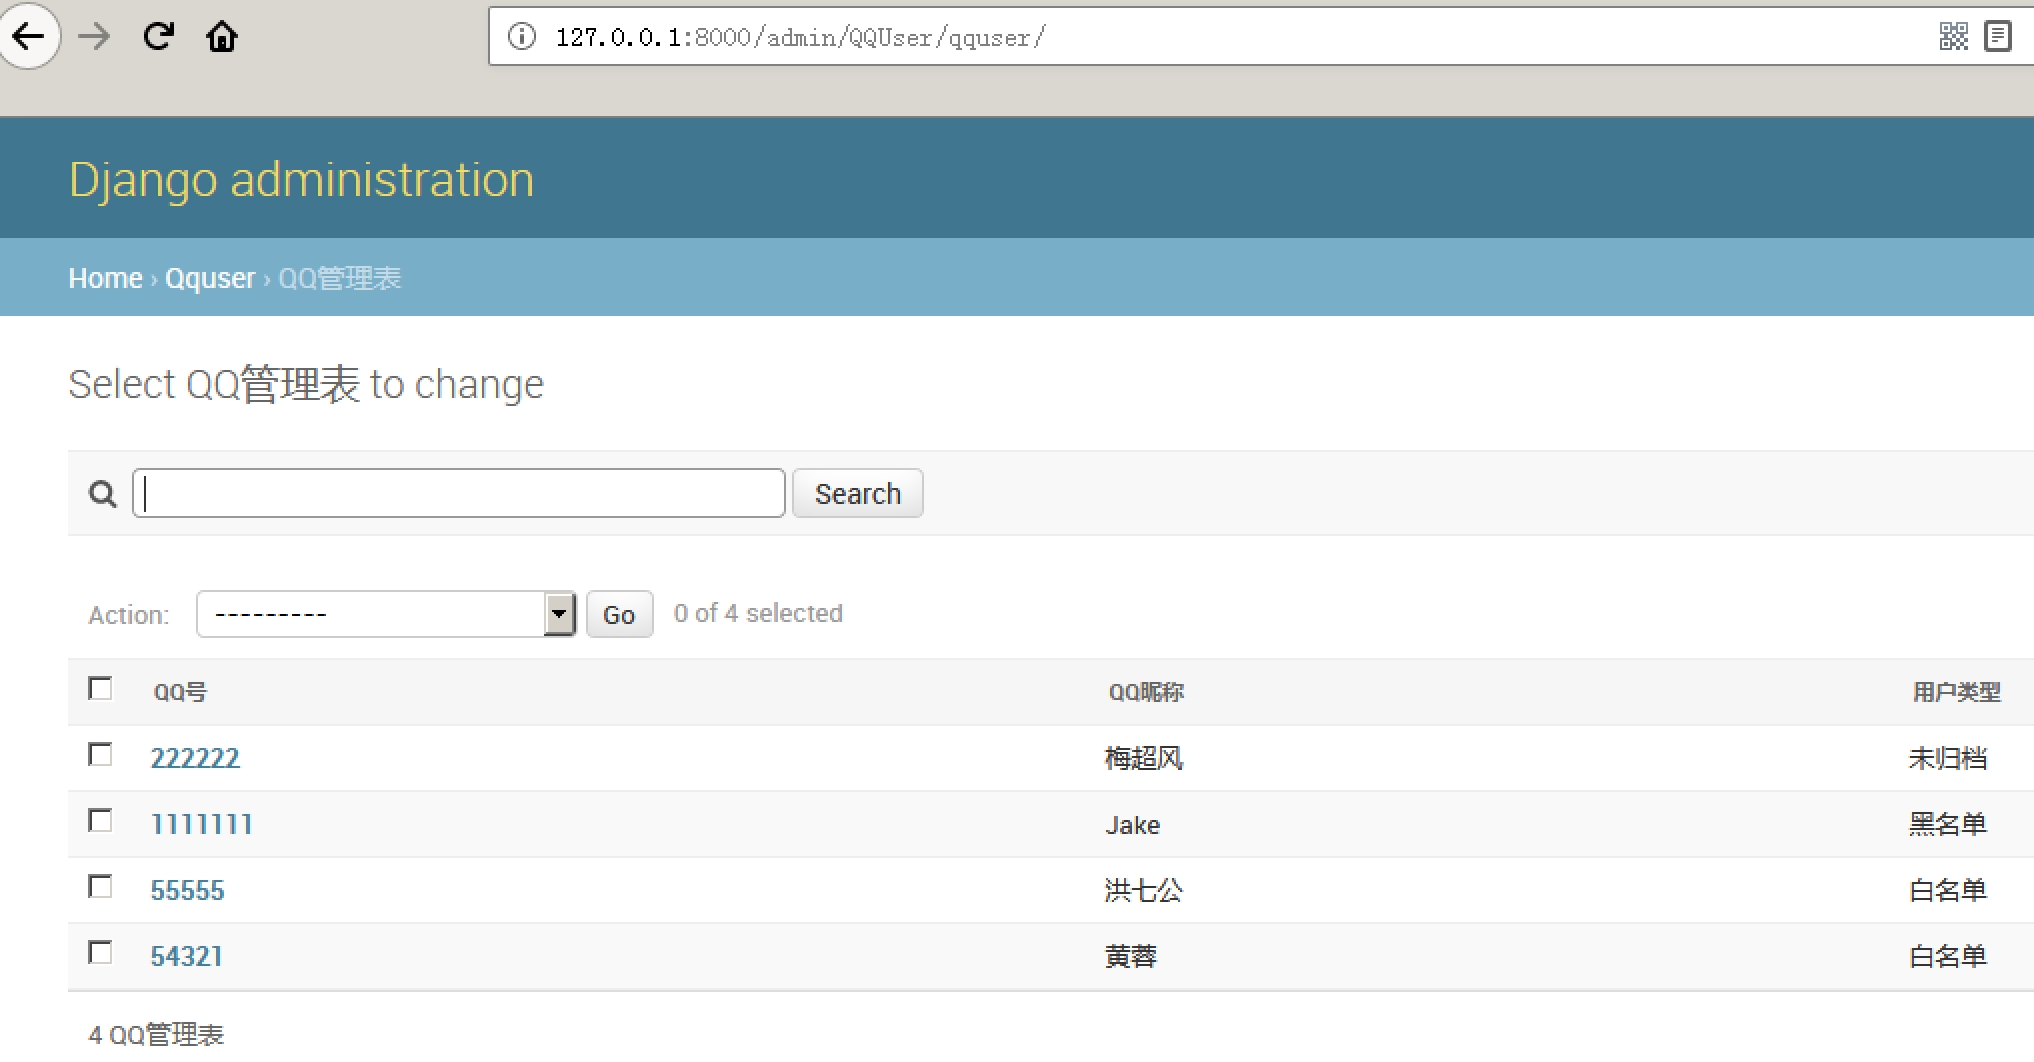 127.0.0.1:8000/admin/QQUser/qquser/
Django administration
Home › Qquser › QQ管理表
Select QQ管理表 to change
Search
Action: --------- Go 0 of 4 selected
QQ号 QQ昵称 用户类型
222222 梅超风 未归档
1111111 Jake 黑名单
55555 洪七公 白名单
54321 黄蓉 白名单
4 QQ管理表